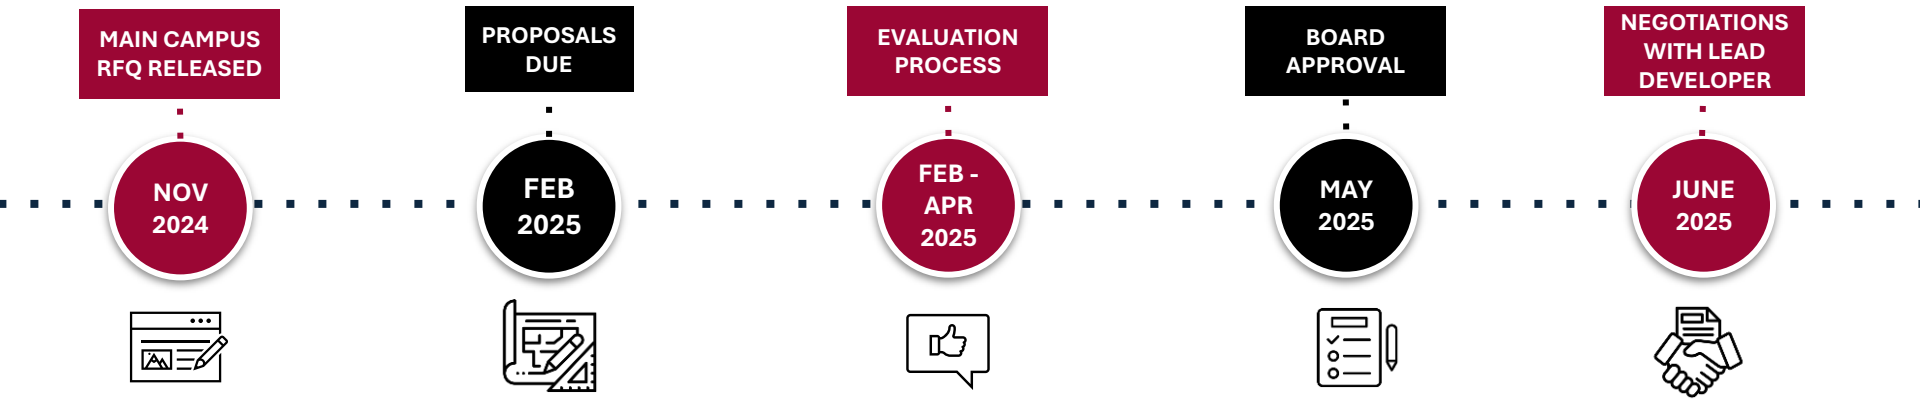 MAIN CAMPUS
RFQ RELEASED
PROPOSALS
DUE
EVALUATION
PROCESS
BOARD
APPROVAL
NEGOTIATIONS
WITH LEAD
DEVELOPER
NOV
2024
FEB
2025
FEB -
APR
2025
MAY
2025
JUNE
2025